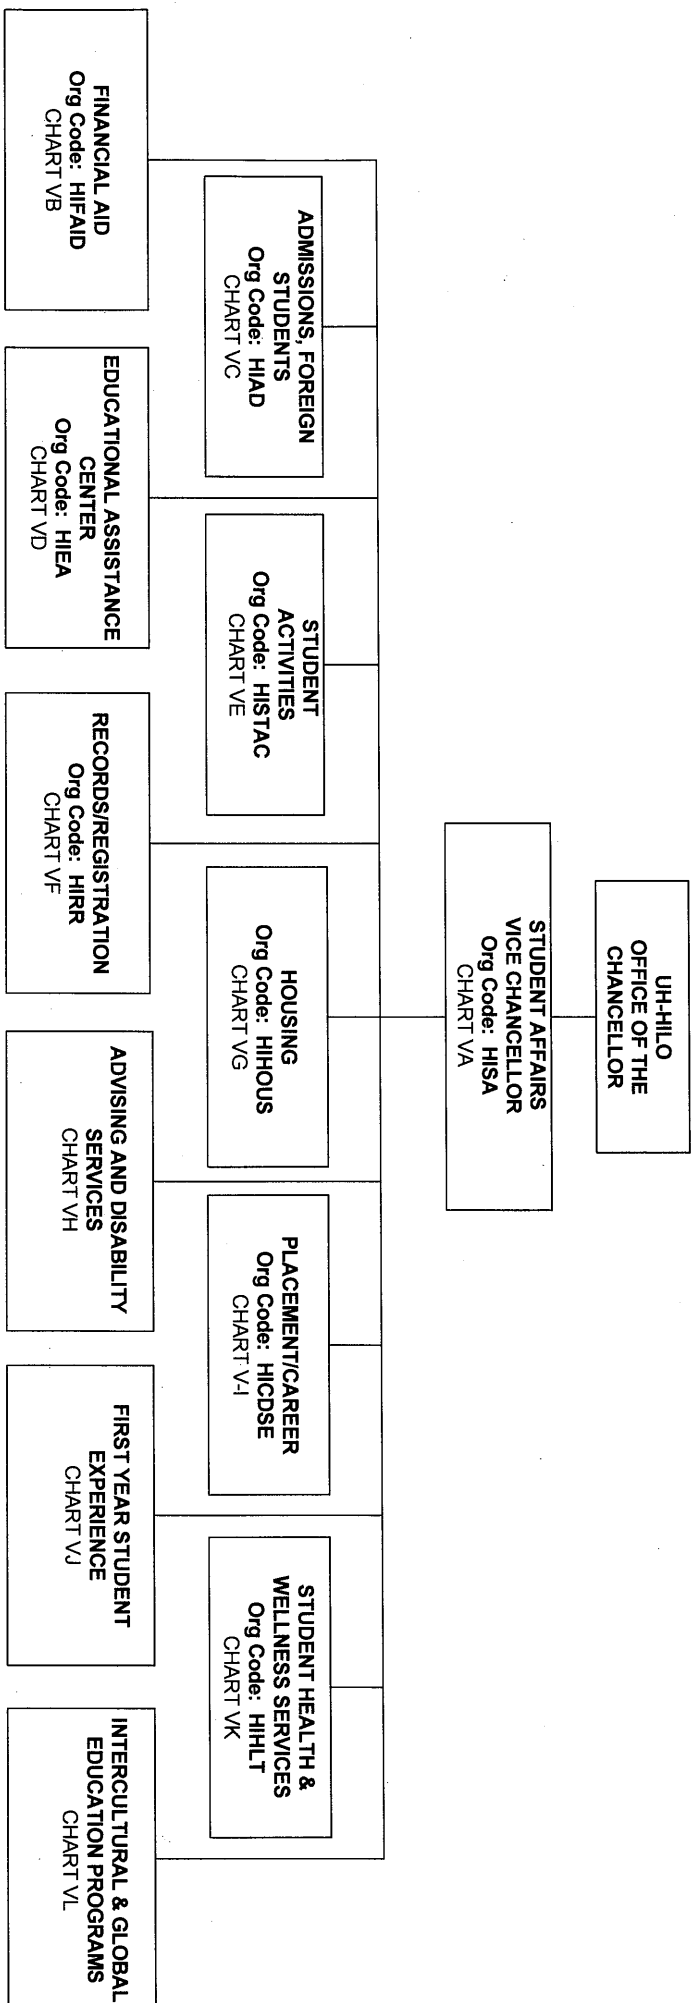 UH-HILO
OFFICE OF THE
CHANCELLOR
STUDENT AFFAIRS
VICE CHANCELLOR
Org Code: HISA
CHART VA
ADMISSIONS, FOREIGN
STUDENTS
Org Code: HIAD
CHART VC
STUDENT
ACTIVITIES
Org Code: HISTAC
CHART VE
HOUSING
Org Code: HIHOUS
CHART VG
PLACEMENT/CAREER
Org Code: HICDSE
CHART V-I
STUDENT HEALTH &
WELLNESS SERVICES
Org Code: HIHLT
CHART VK
FINANCIAL AID
Org Code: HIFAID
CHART VB
EDUCATIONAL ASSISTANCE
CENTER
Org Code: HIEA
CHART VD
RECORDS/REGISTRATION
Org Code: HIRR
CHART VF
ADVISING AND DISABILITY
SERVICES
CHART VH
FIRST YEAR STUDENT
EXPERIENCE
CHART VJ
INTERCULTURAL & GLOBAL
EDUCATION PROGRAMS
CHART VL